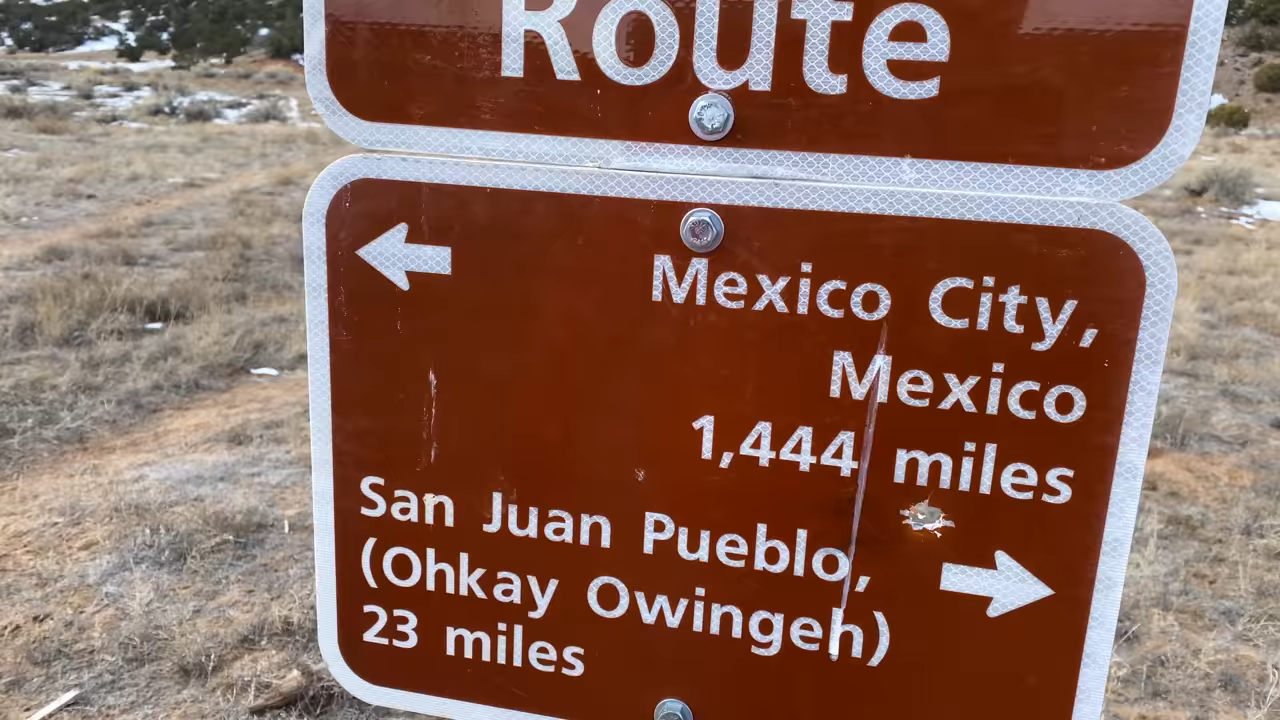 Route
Mexico City,
Mexico
1,444 miles
San Juan Pueblo,
(Ohkay Owingeh)
23 miles